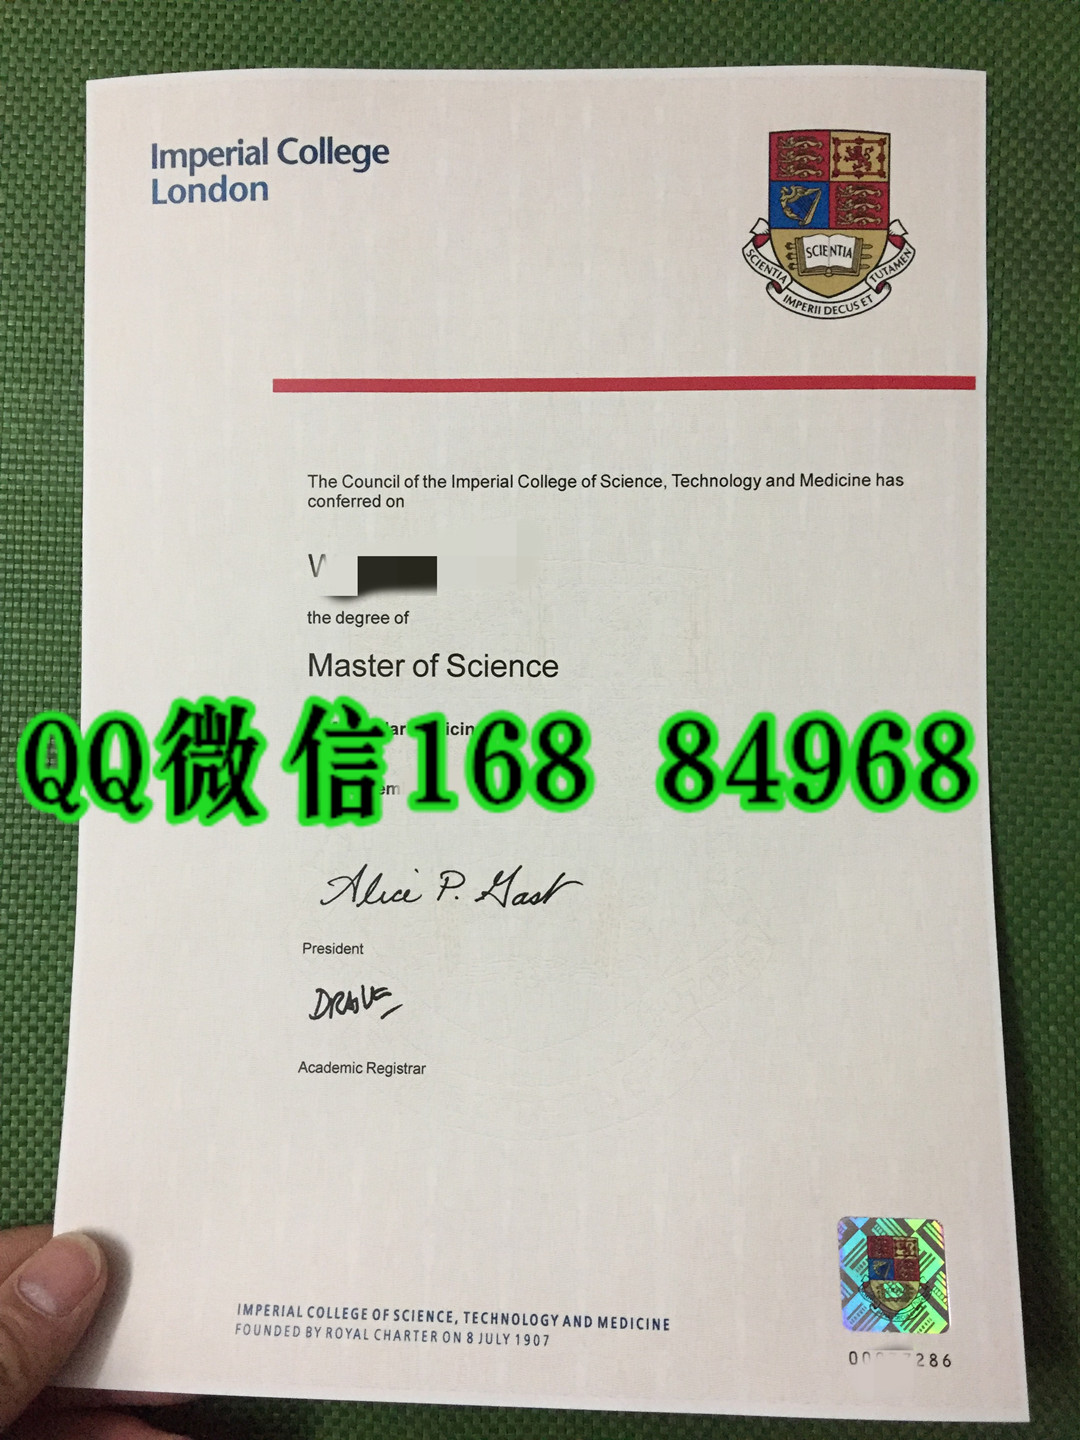 Imperial College
London
SCIENTIA
SCIENTIA
IMPERII DECUS ET
TUTAMEN
The Council of the Imperial College of Science, Technology and Medicine has
conferred on
the degree of
Master of Science
QQ微信168 84968
Alice P. Gast
President
Academic Registrar
IMPERIAL COLLEGE OF SCIENCE, TECHNOLOGY AND MEDICINE
FOUNDED BY ROYAL CHARTER ON 8 JULY 1907